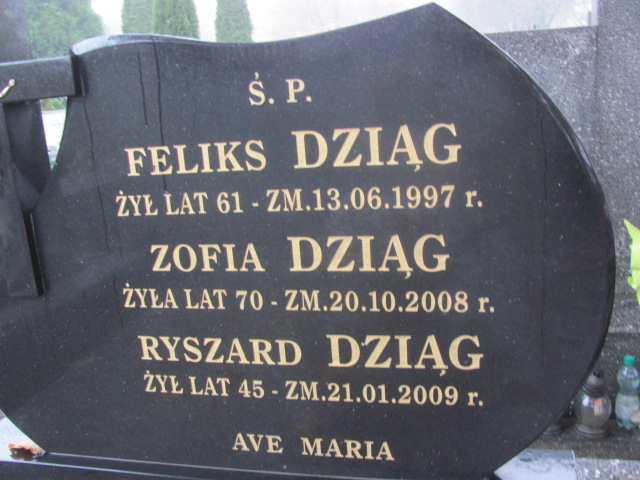 Ś. P.
FELIKS DZIĄG
ŻYŁ LAT 61 - ZM.13.06.1997 r.
ZOFIA DZIĄG
ŻYŁA LAT 70 - ZM.20.10.2008 r.
RYSZARD DZIĄG
ŻYŁ LAT 45 - ZM.21.01.2009 r.
AVE MARIA